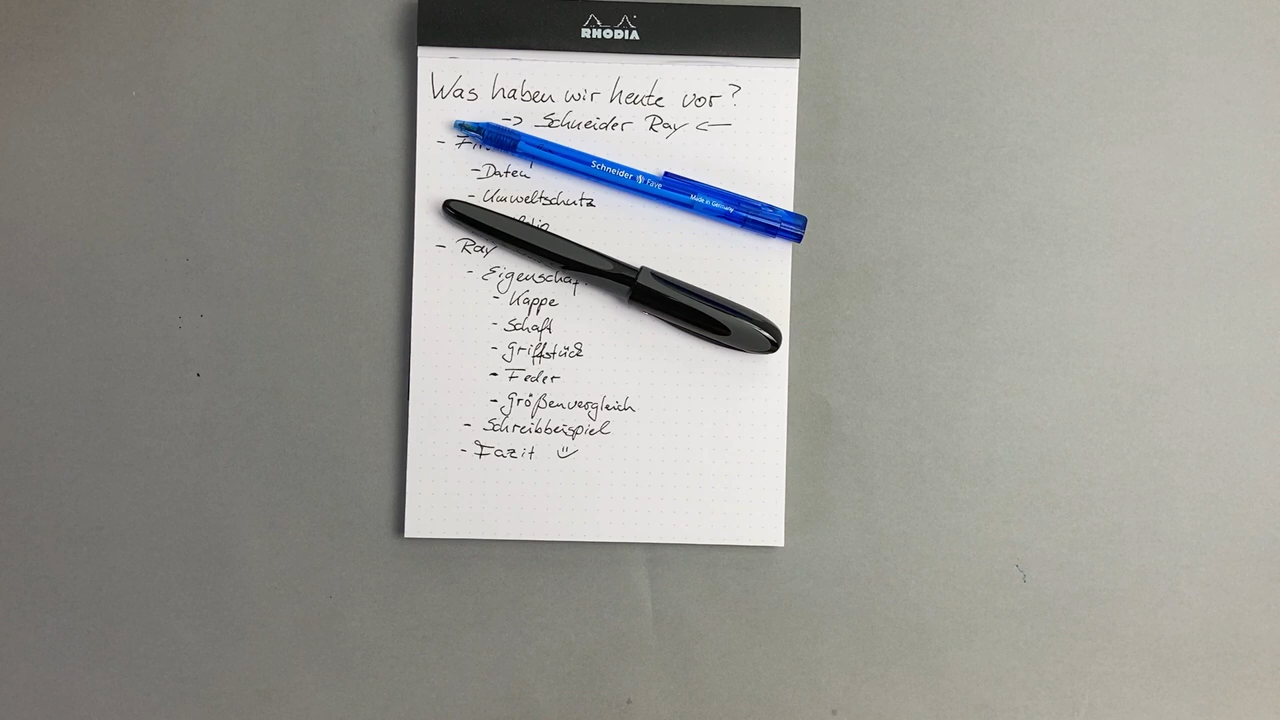 RHODIA
Was haben wir heute vor?
-> Schneider Ray <-
-
- Daten
- Umweltschutz
- Ray
-
- Kappe
- Schaft
- Griffstück
- Feder
- Größenvergleich
- Schreibbeispiel
- Fazit
Schneider Fave
Made in Germany